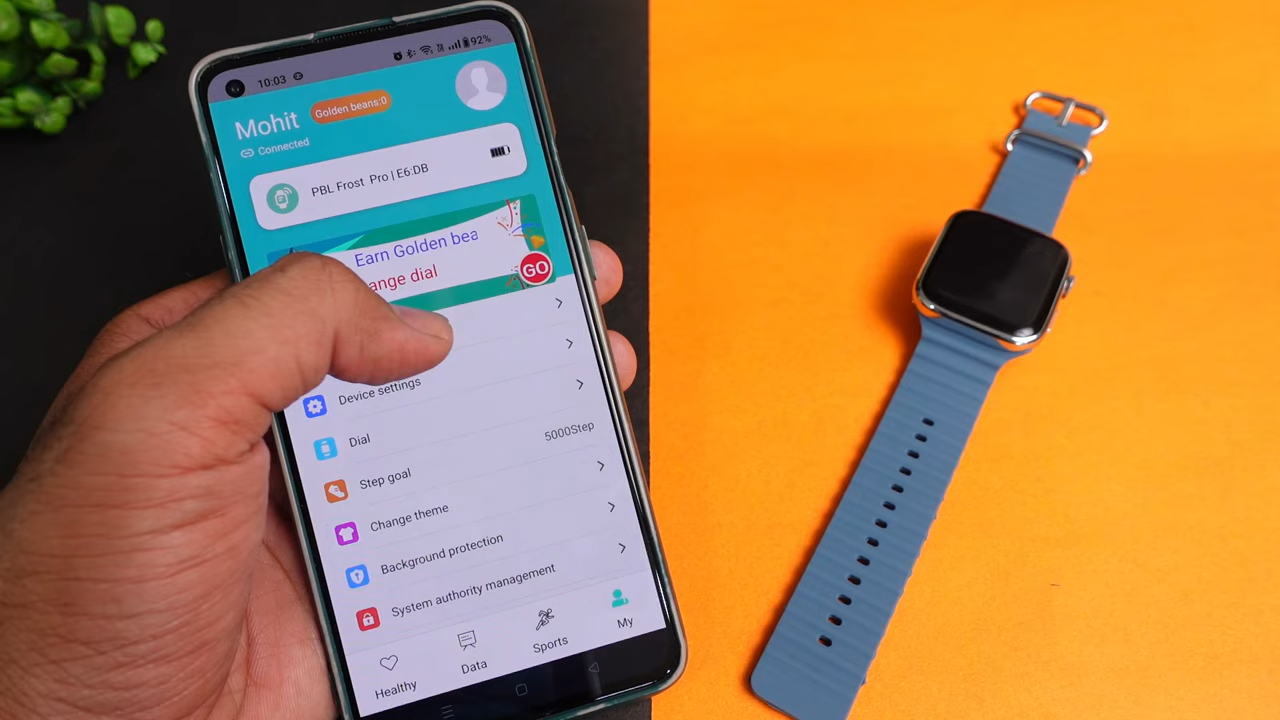 10:03
92%
Mohit
Golden beans:0
Connected
PBL Frost Pro | E6:DB
Earn Golden bea
ange dial
GO
Device settings
Dial
Step goal
5000Step
Change theme
Background protection
System authority management
Healthy
Data
Sports
My